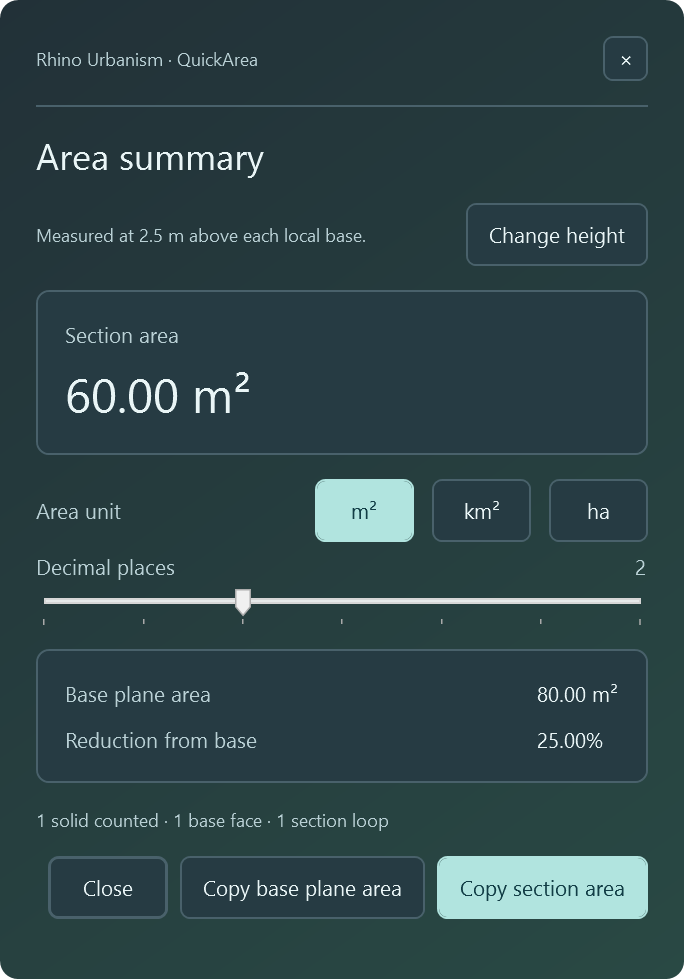 Rhino Urbanism · QuickArea
×
Area summary
Measured at 2.5 m above each local base.
Change height
Section area
60.00 m²
Area unit
m²
km²
ha
Decimal places
2
Base plane area
80.00 m²
Reduction from base
25.00%
1 solid counted · 1 base face · 1 section loop
Close
Copy base plane area
Copy section area